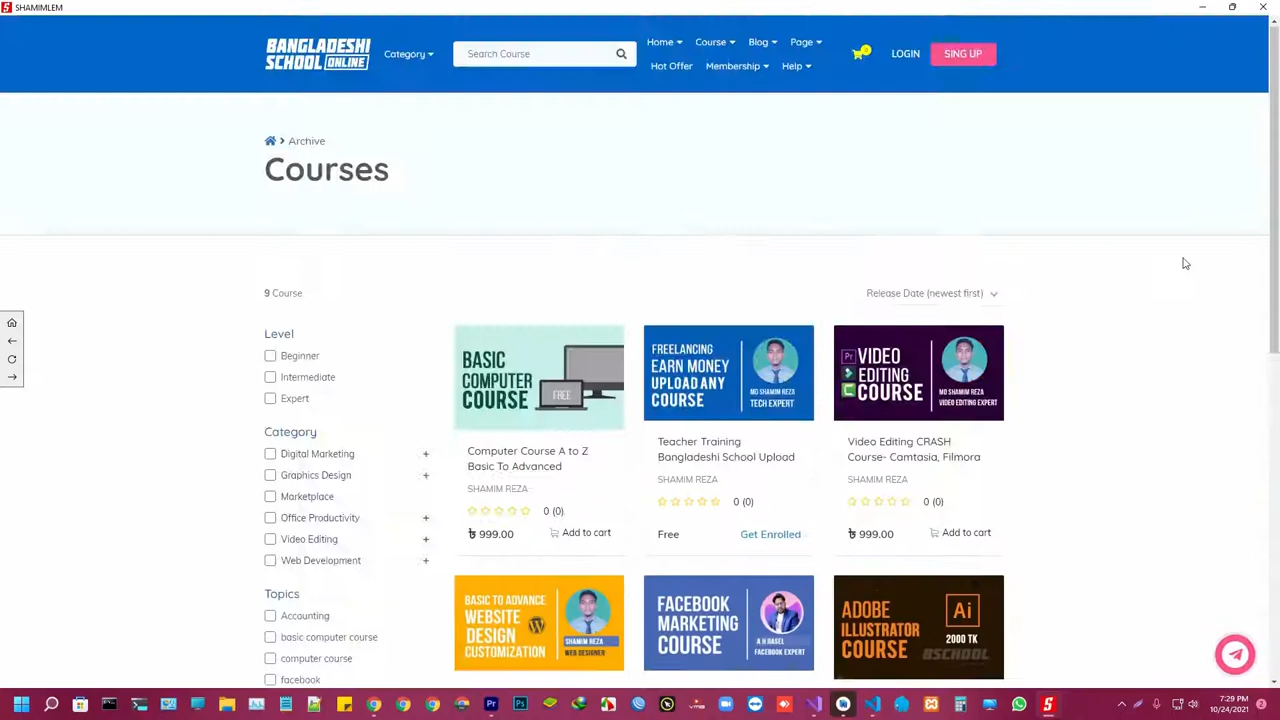 SHAMIMLEM
BANGLADESHI
SCHOOL ONLINE
Category
Search Course
Home
Course
Blog
Page
Hot Offer
Membership
Help
0
LOGIN
SING UP
Archive
Courses
9 Course
Release Date (newest first)
Level
Beginner
Intermediate
Expert
Category
Digital Marketing +
Graphics Design +
Marketplace
Office Productivity +
Video Editing +
Web Development +
Topics
Accounting
basic computer course
computer course
facebook
BASIC
COMPUTER
COURSE
FREE
Computer Course A to Z
Basic To Advanced
SHAMIM REZA
0 (0)
৳ 999.00
Add to cart
FREELANCING
EARN MONEY
UPLOAD ANY
COURSE
MD SHAMIM REZA
TECH EXPERT
Teacher Training
Bangladeshi School Upload
SHAMIM REZA
0 (0)
Free
Get Enrolled
Pr
VIDEO
EDITING
COURSE
MD SHAMIM REZA
VIDEO EDITING EXPERT
Video Editing CRASH
Course- Camtasia, Filmora
SHAMIM REZA
0 (0)
৳ 999.00
Add to cart
BASIC TO ADVANCE
WEBSITE
DESIGN
CUSTOMIZATION
SHAMIM REZA
WEB DESIGNER
FACEBOOK
MARKETING
COURSE
A H RASEL
FACEBOOK EXPERT
ADOBE
ILLUSTRATOR
COURSE
Ai
2000 TK
BSCHOOL
7:29 PM
10/24/2021